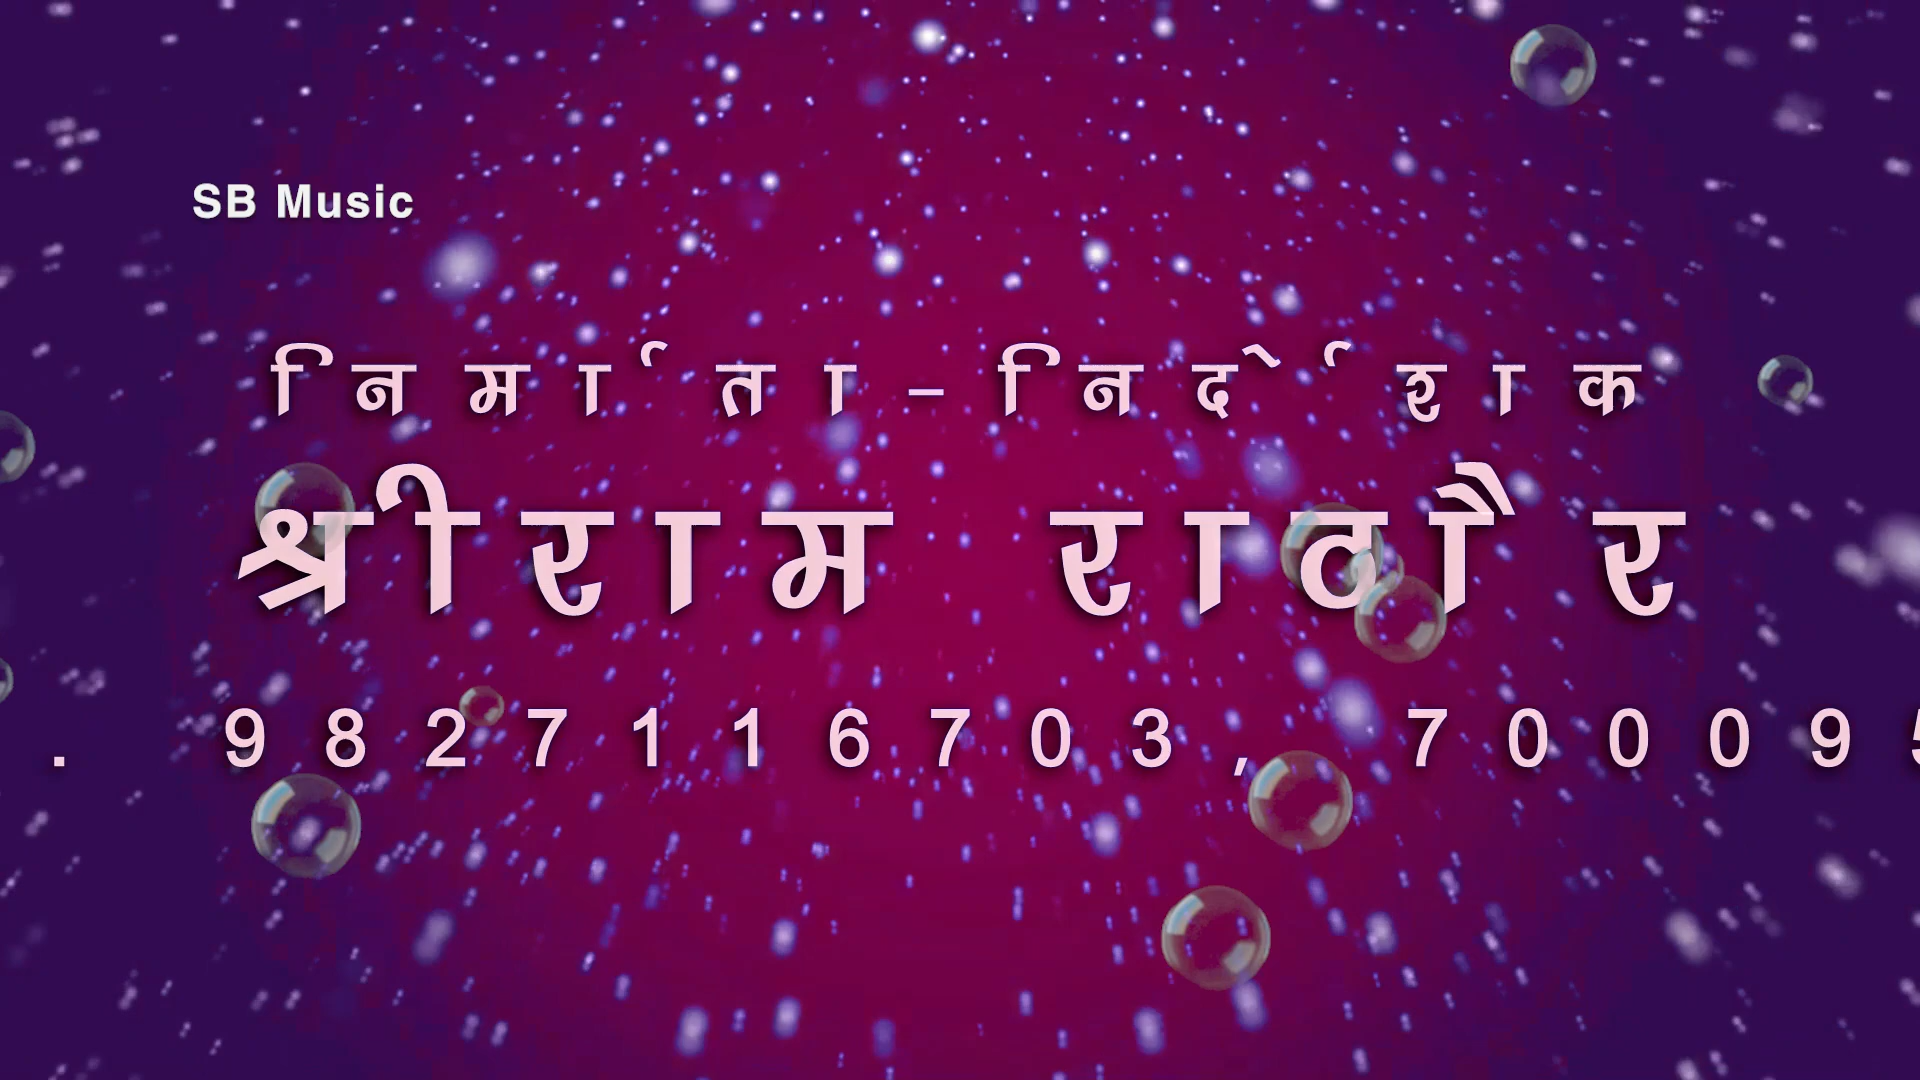 SB Music
निर्माता-निर्देशक
श्रीराम राठौर
. 9827116703, 70009